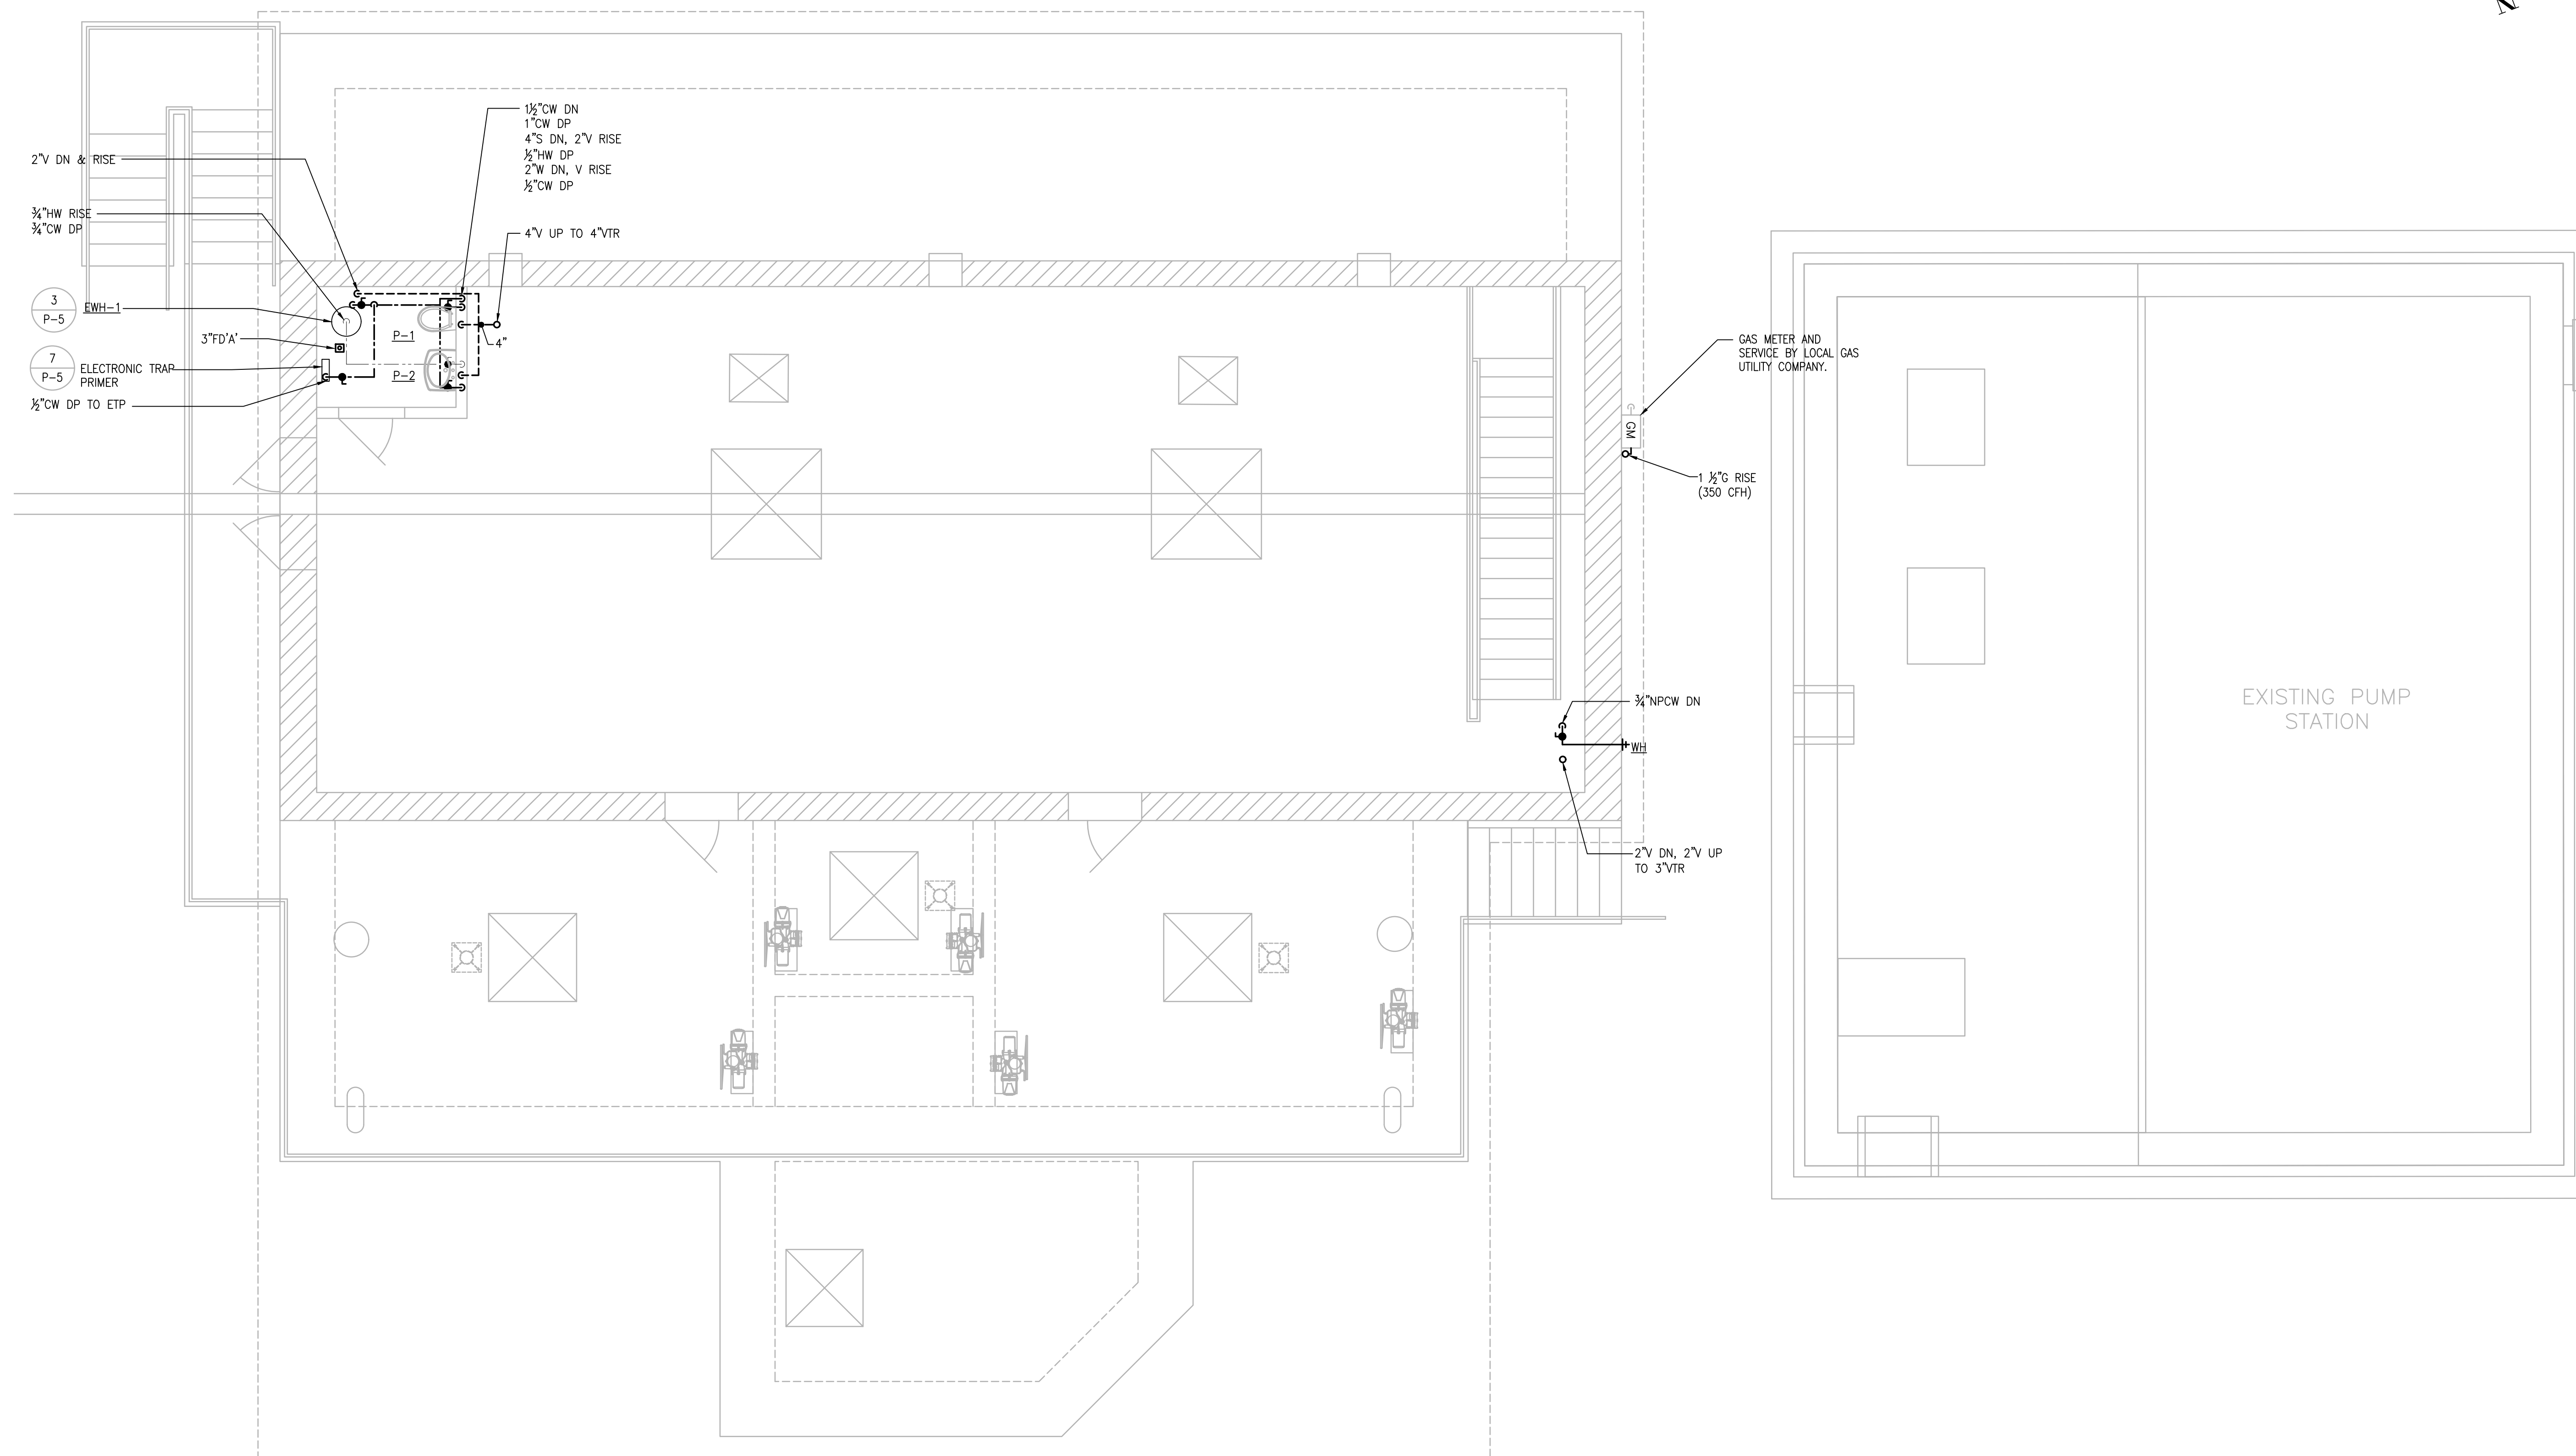 N
1½"CW DN
1"CW DP
4"S DN, 2"V RISE
½"HW DP
2"W DN, V RISE
½"CW DP
2"V DN & RISE
¾"HW RISE
¾"CW DP
4"V UP TO 4"VTR
3
P-5
EWH-1
3"FD'A'
P-1
4"
7
P-5
ELECTRONIC TRAP
PRIMER
P-2
½"CW DP TO ETP
GAS METER AND
SERVICE BY LOCAL GAS
UTILITY COMPANY.
GM
1 ½"G RISE
(350 CFH)
¾"NPCW DN
WH
2"V DN, 2"V UP
TO 3"VTR
EXISTING PUMP
STATION